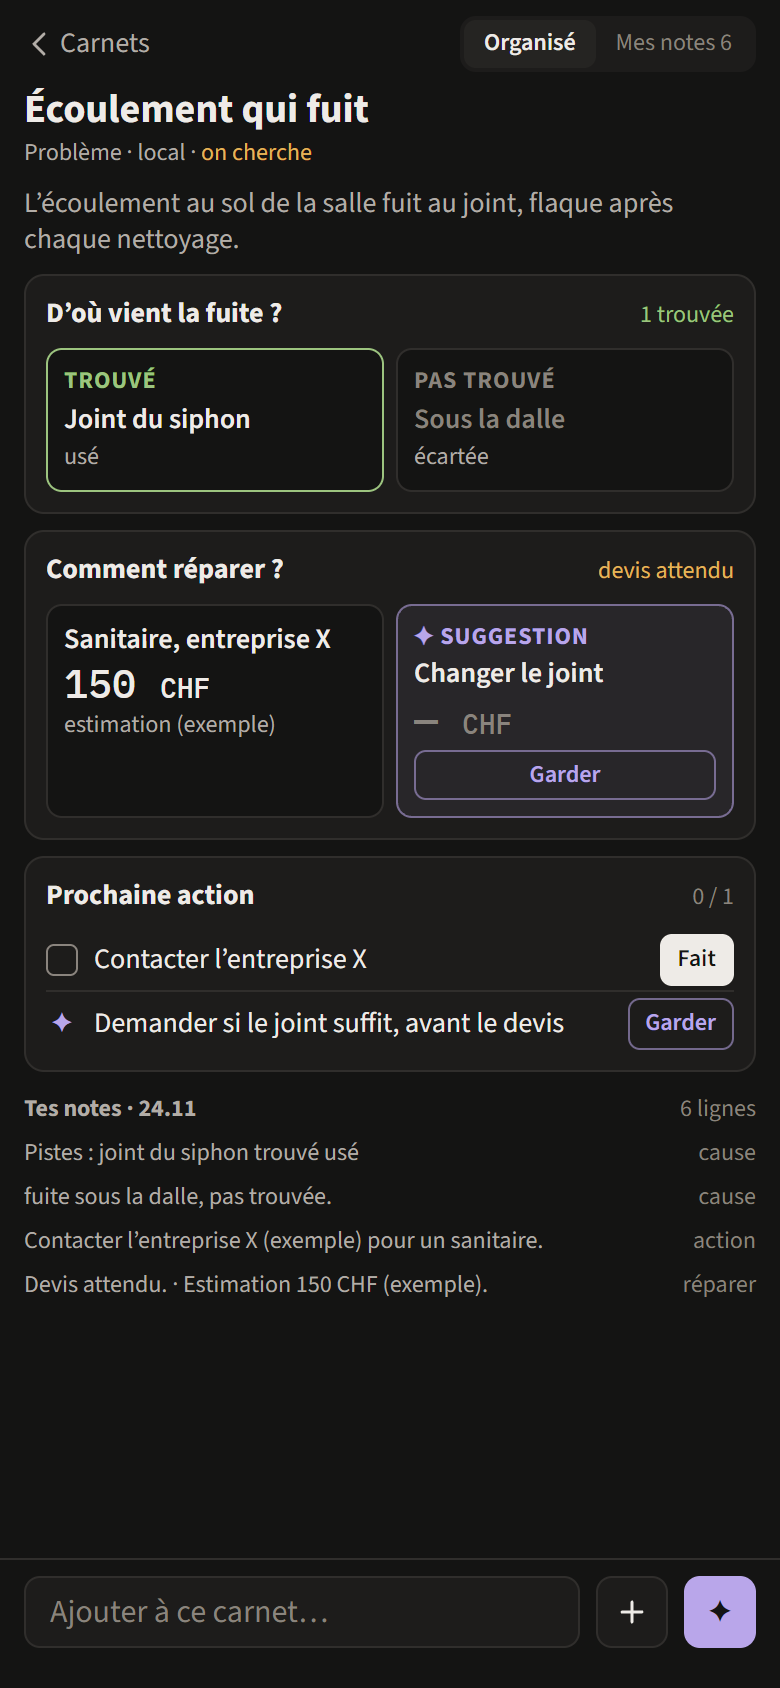 Carnets
Organisé
Mes notes 6
Écoulement qui fuit
Problème · local · on cherche
L’écoulement au sol de la salle fuit au joint, flaque après
chaque nettoyage.
D’où vient la fuite ?
1 trouvée
TROUVÉ
Joint du siphon
usé
PAS TROUVÉ
Sous la dalle
écartée
Comment réparer ?
devis attendu
Sanitaire, entreprise X
150 CHF
estimation (exemple)
SUGGESTION
Changer le joint
— CHF
Garder
Prochaine action
0 / 1
Contacter l’entreprise X
Fait
Demander si le joint suffit, avant le devis
Garder
Tes notes · 24.11
6 lignes
Pistes : joint du siphon trouvé usé
cause
fuite sous la dalle, pas trouvée.
cause
Contacter l’entreprise X (exemple) pour un sanitaire.
action
Devis attendu. · Estimation 150 CHF (exemple).
réparer
Ajouter à ce carnet…